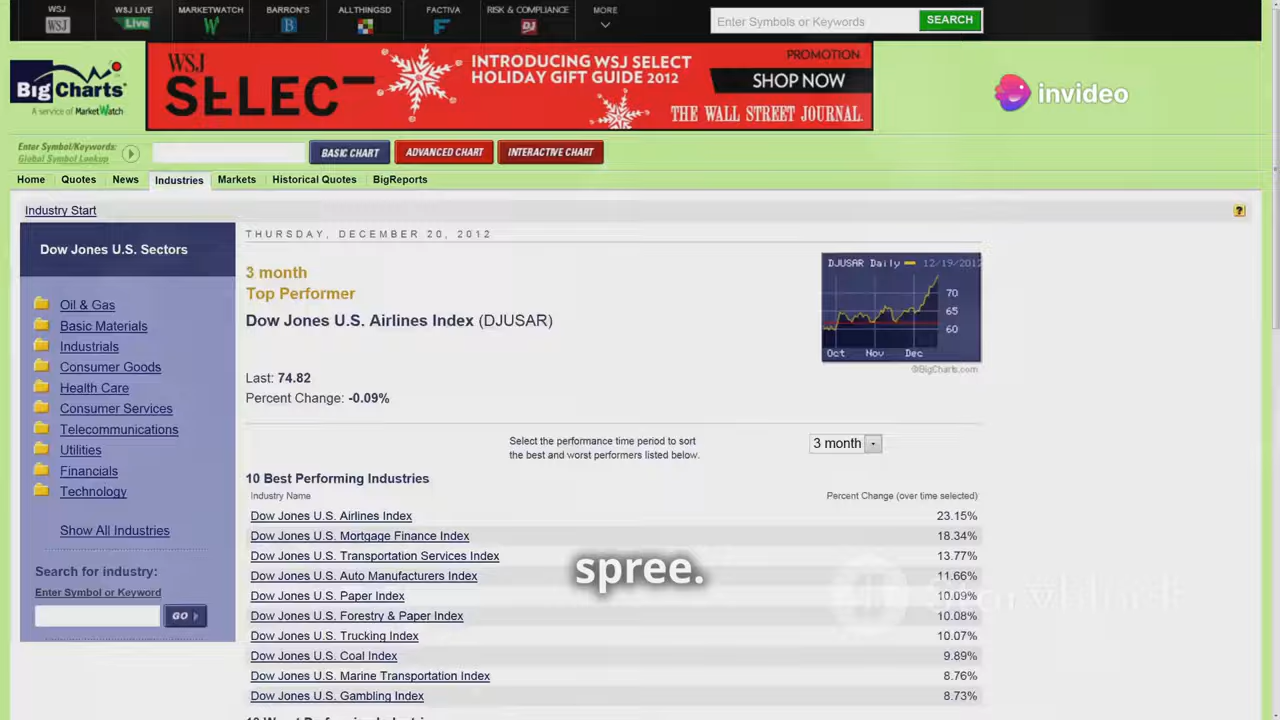 WSJ WSJ LIVE MARKETWATCH BARRON'S ALLTHINGSD FACTIVA RISK & COMPLIANCE MORE
WSJ Live W B F DJ
Enter Symbols or Keywords SEARCH
BigCharts
A service of MarketWatch
WSJ
SELECT
INTRODUCING WSJ SELECT
HOLIDAY GIFT GUIDE 2012
PROMOTION
SHOP NOW
THE WALL STREET JOURNAL.
invideo
Enter Symbol/Keywords:
Global Symbol Lookup
BASIC CHART ADVANCED CHART INTERACTIVE CHART
Home Quotes News Industries Markets Historical Quotes BigReports
Industry Start ?
Dow Jones U.S. Sectors
Oil & Gas
Basic Materials
Industrials
Consumer Goods
Health Care
Consumer Services
Telecommunications
Utilities
Financials
Technology
Show All Industries
Search for industry:
Enter Symbol or Keyword
GO
THURSDAY, DECEMBER 20, 2012
3 month
Top Performer
Dow Jones U.S. Airlines Index (DJUSAR)
Last: 74.82
Percent Change: -0.09%
DJUSAR Daily 12/19/2012
70
65
60
Oct Nov Dec
©BigCharts.com
Select the performance time period to sort
the best and worst performers listed below.
3 month
10 Best Performing Industries
Industry Name Percent Change (over time selected)
Dow Jones U.S. Airlines Index 23.15%
Dow Jones U.S. Mortgage Finance Index 18.34%
Dow Jones U.S. Transportation Services Index 13.77%
Dow Jones U.S. Auto Manufacturers Index 11.66%
Dow Jones U.S. Paper Index 10.09%
Dow Jones U.S. Forestry & Paper Index 10.08%
Dow Jones U.S. Trucking Index 10.07%
Dow Jones U.S. Coal Index 9.89%
Dow Jones U.S. Marine Transportation Index 8.76%
Dow Jones U.S. Gambling Index 8.73%
spree.